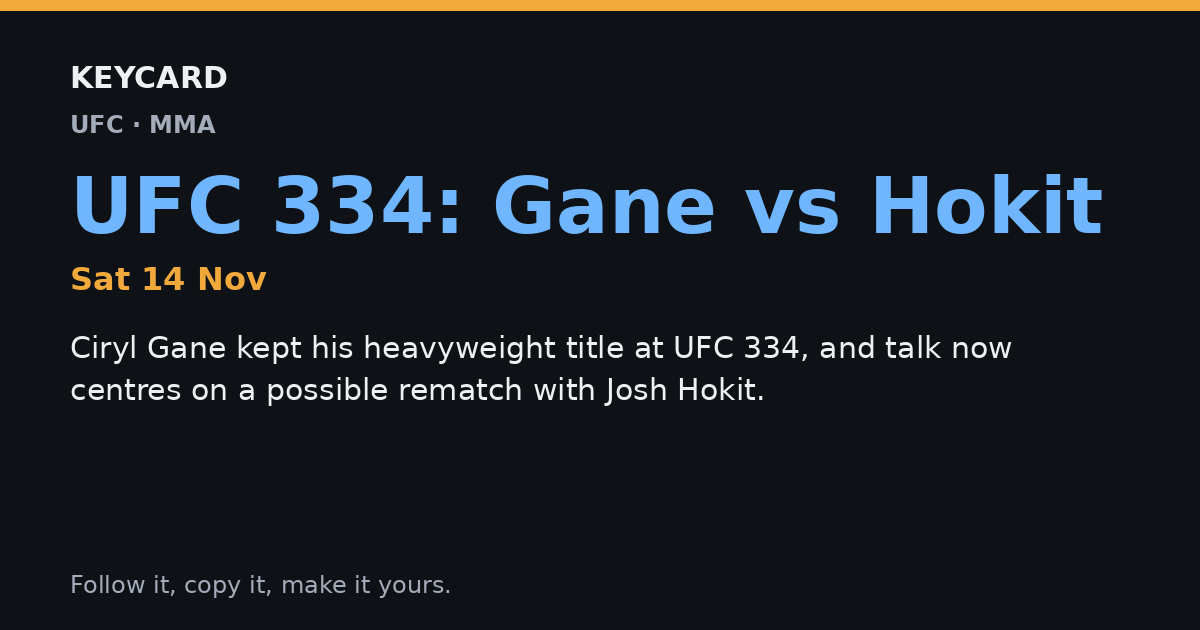 KEYCARD
UFC · MMA
UFC 334: Gane vs Hokit
Sat 14 Nov
Ciryl Gane kept his heavyweight title at UFC 334, and talk now
centres on a possible rematch with Josh Hokit.
Follow it, copy it, make it yours.